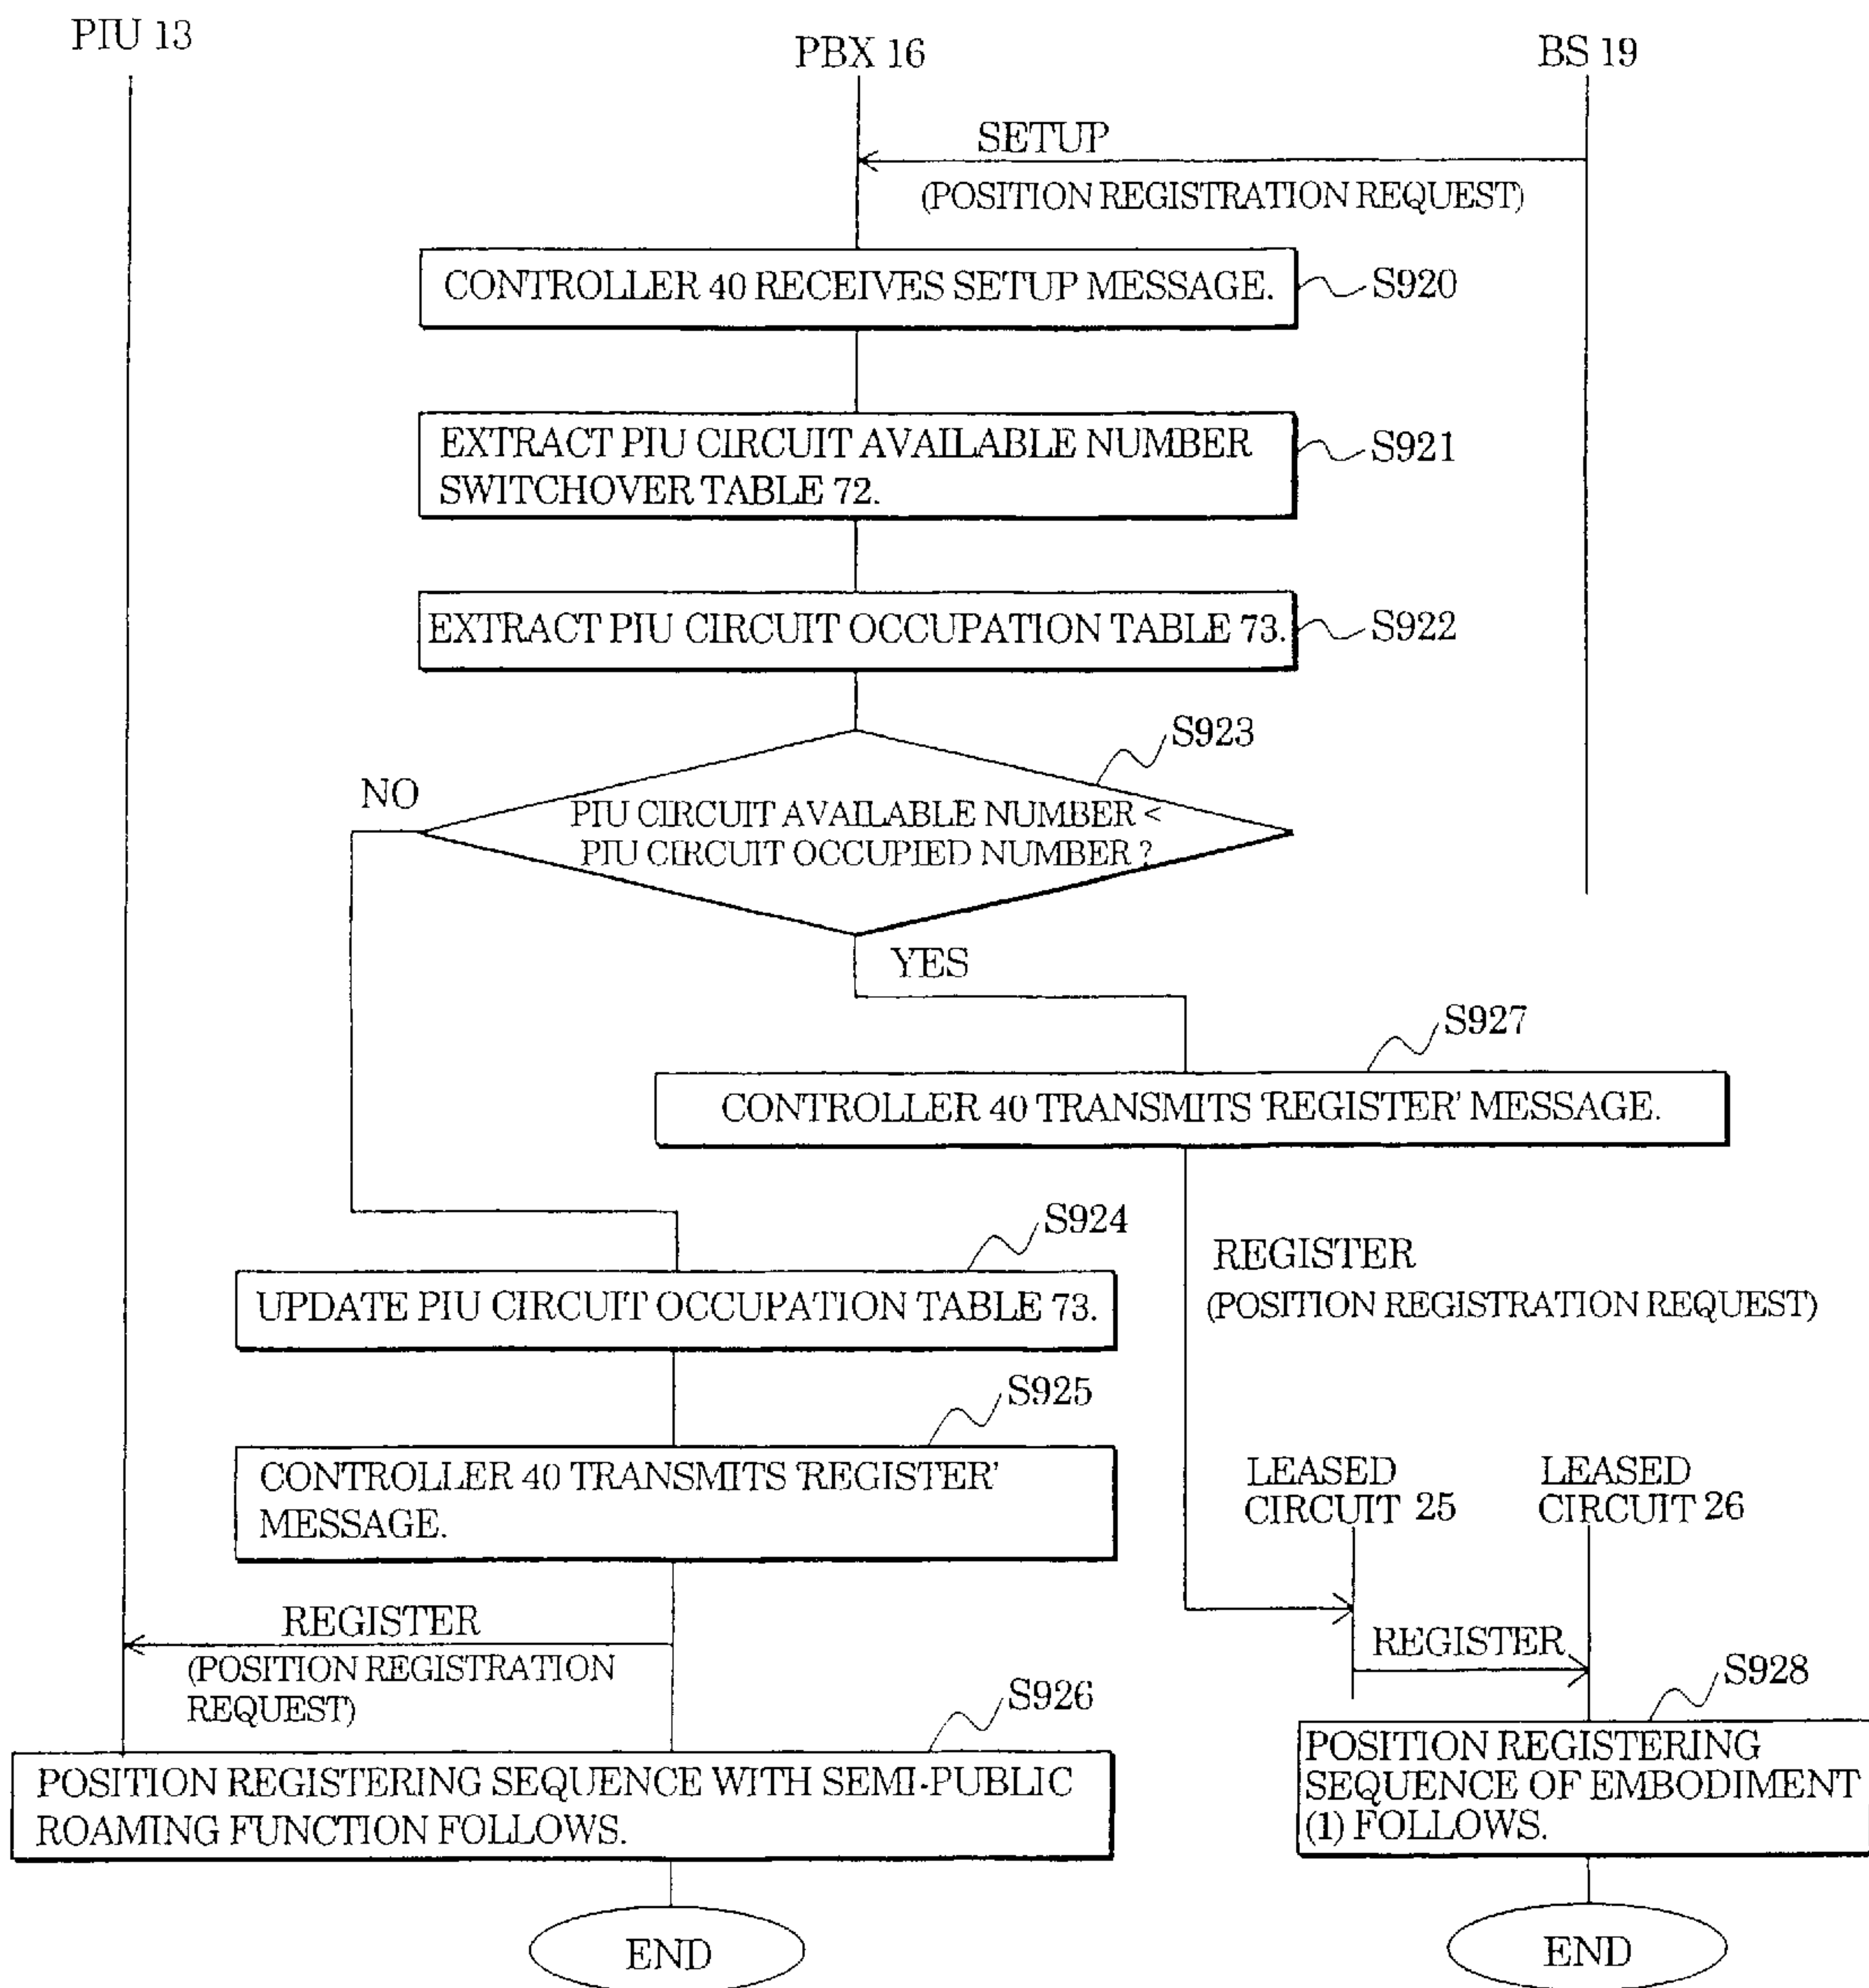 PIU 13
PBX 16
BS 19
SETUP
(POSITION REGISTRATION REQUEST)
CONTROLLER 40 RECEIVES SETUP MESSAGE.
S920
EXTRACT PIU CIRCUIT AVAILABLE NUMBER
SWITCHOVER TABLE 72.
S921
EXTRACT PIU CIRCUIT OCCUPATION TABLE 73.
S922
S923
NO
PIU CIRCUIT AVAILABLE NUMBER <
PIU CIRCUIT OCCUPIED NUMBER ?
YES
S927
CONTROLLER 40 TRANSMITS 'REGISTER' MESSAGE.
S924
REGISTER
(POSITION REGISTRATION REQUEST)
UPDATE PIU CIRCUIT OCCUPATION TABLE 73.
S925
CONTROLLER 40 TRANSMITS 'REGISTER'
MESSAGE.
LEASED
CIRCUIT 25
LEASED
CIRCUIT 26
REGISTER
(POSITION REGISTRATION
REQUEST)
REGISTER
S926
S928
POSITION REGISTERING SEQUENCE WITH SEMI-PUBLIC
ROAMING FUNCTION FOLLOWS.
POSITION REGISTERING
SEQUENCE OF EMBODIMENT
(1) FOLLOWS.
END
END